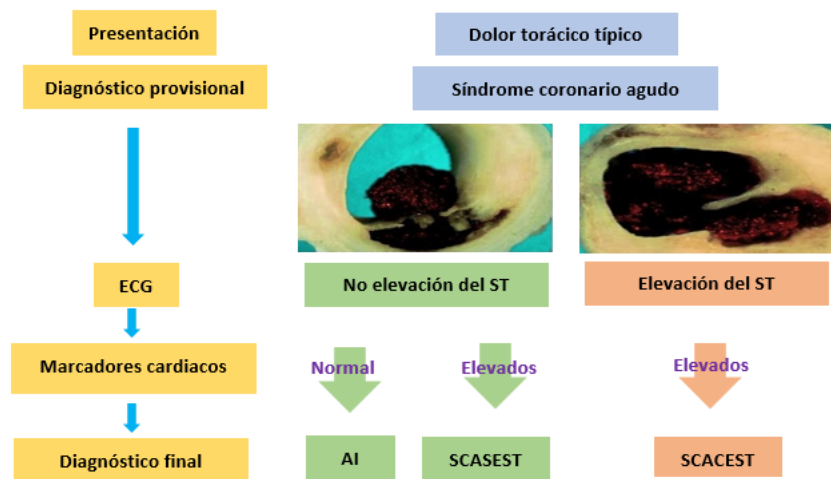 Presentación
Dolor torácico típico
Diagnóstico provisional
Síndrome coronario agudo
ECG
No elevación del ST
Elevación del ST
Marcadores cardiacos
Normal
Elevados
Elevados
Diagnóstico final
AI
SCASEST
SCACEST